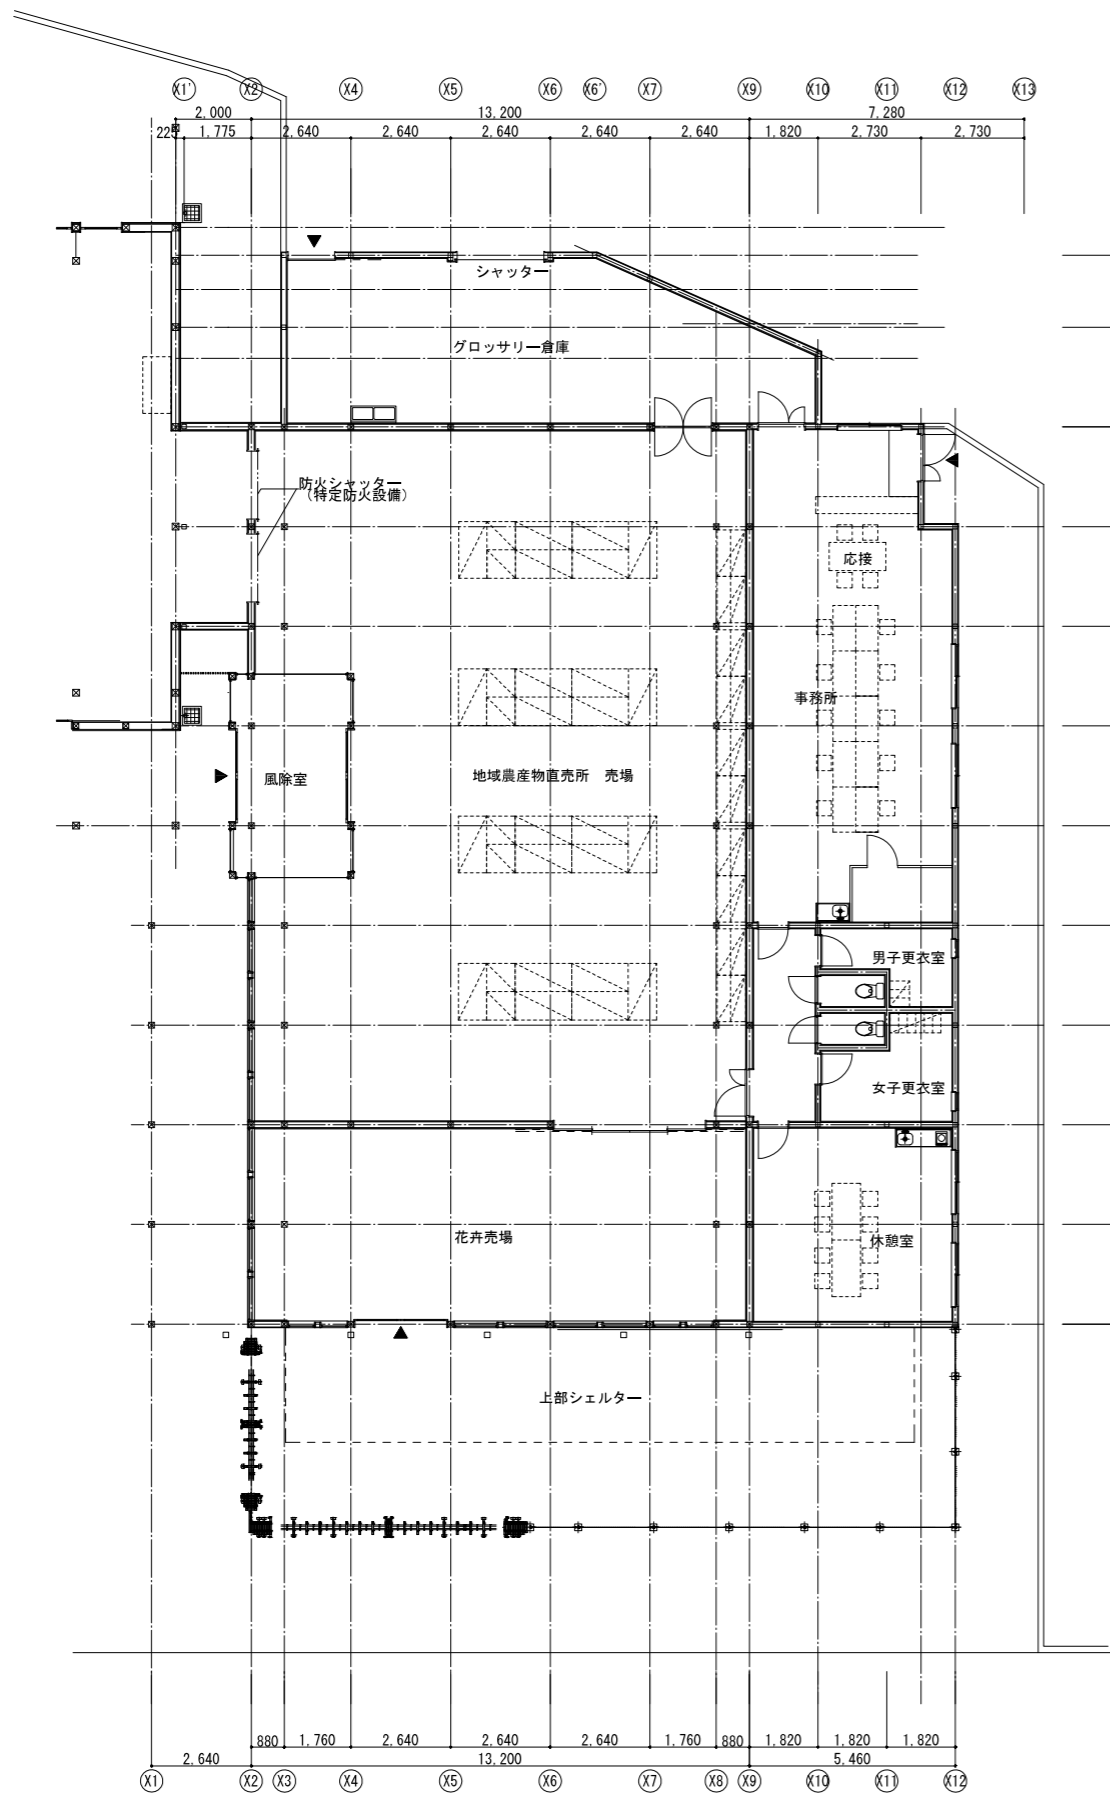 X1' X2 X4 X5 X6 X6' X7 X9 X10 X11 X12 X13
2,000 13,200 7,280
225 1,775 2,640 2,640 2,640 2,640 2,640 1,820 2,730 2,730
シャッター
グロッサリー倉庫
防火シャッター
（特定防火設備）
応接
事務所
風除室
地域農産物直売所　売場
男子更衣室
女子更衣室
花卉売場
休憩室
上部シェルター
880 1,760 2,640 2,640 2,640 1,760 880 1,820 1,820 1,820
2,640 13,200 5,460
X1 X2 X3 X4 X5 X6 X7 X8 X9 X10 X11 X12